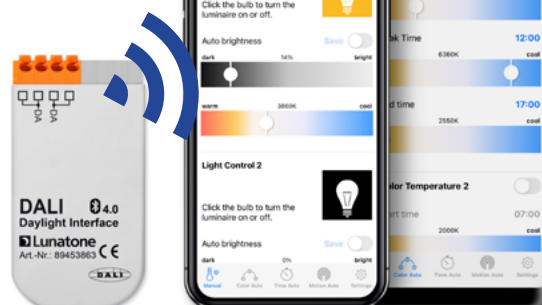 DA
DA
DALI 4.0
Daylight Interface
Lunatone
Art.-Nr.: 89453863 CE
DALI
Click the bulb to turn the
luminaire on or off.
Auto brightness
Save
dark
14%
bright
warm
3800K
cool
Light Control 2
Click the bulb to turn the
luminaire on or off.
Auto brightness
Save
dark
0%
bright
Manual
Color Auto
Time Auto
Motion Auto
Settings
ak Time
12:00
6360K
cool
d time
17:00
2550K
cool
lor Temperature 2
art time
07:00
2000K
cool
Color Auto
Time Auto
Motion Auto
Settings